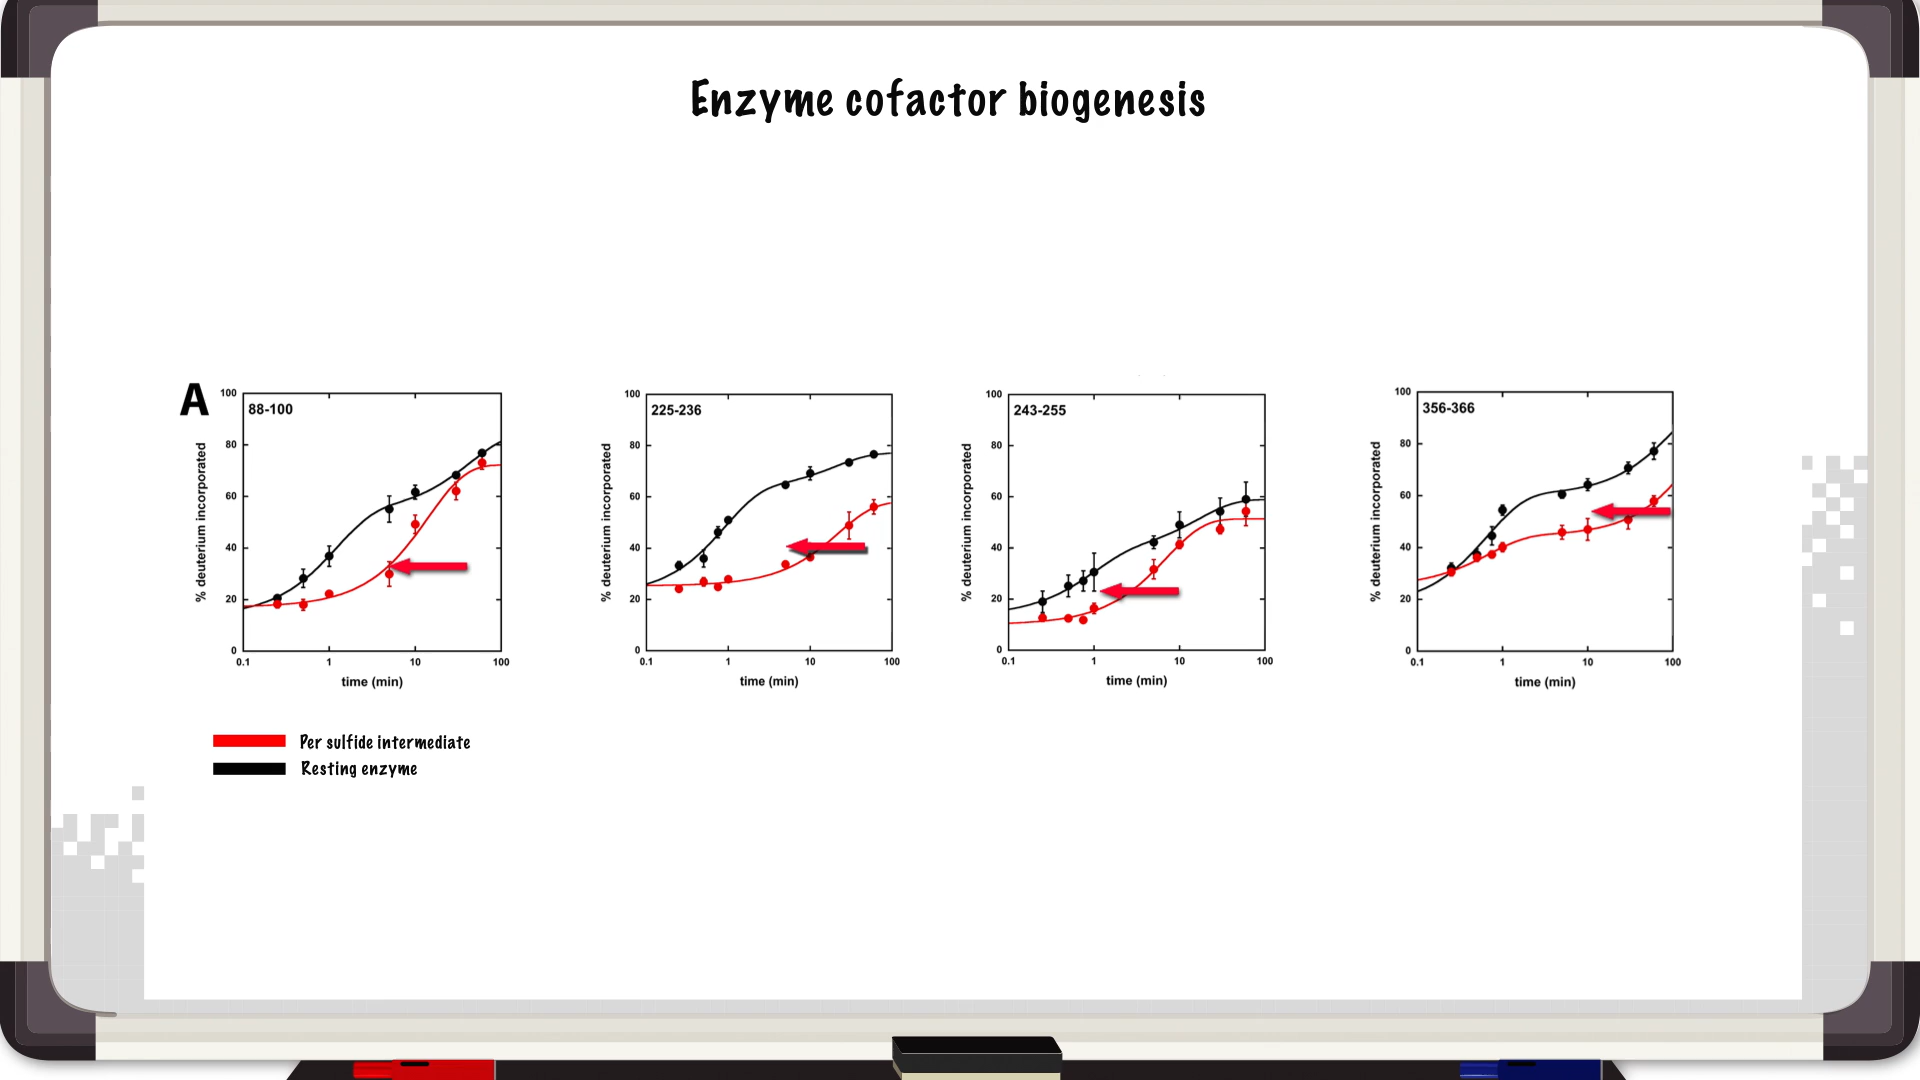 Enzyme cofactor biogenesis
A
88-100
% deuterium incorporated
100
80
60
40
20
0
0.1 1 10 100
time (min)
225-236
% deuterium incorporated
100
80
60
40
20
0
0.1 1 10 100
time (min)
243-255
% deuterium incorporated
100
80
60
40
20
0
0.1 1 10 100
time (min)
356-366
% deuterium incorporated
100
80
60
40
20
0
0.1 1 10 100
time (min)
Per sulfide intermediate
Resting enzyme